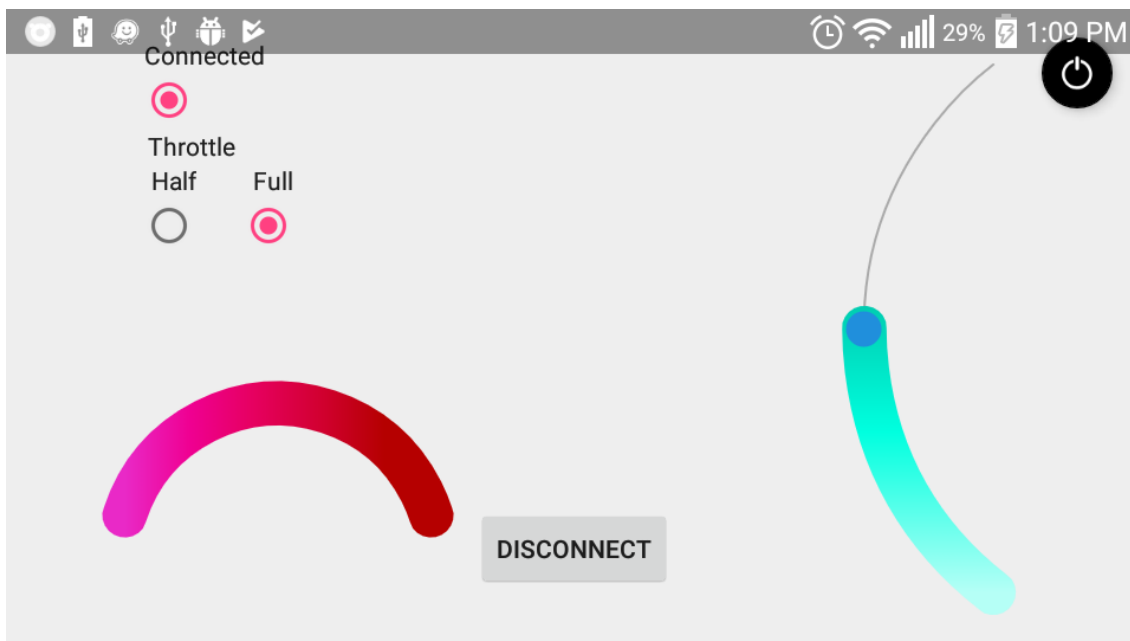 29% 1:09 PM
Connected
Throttle
Half Full
DISCONNECT